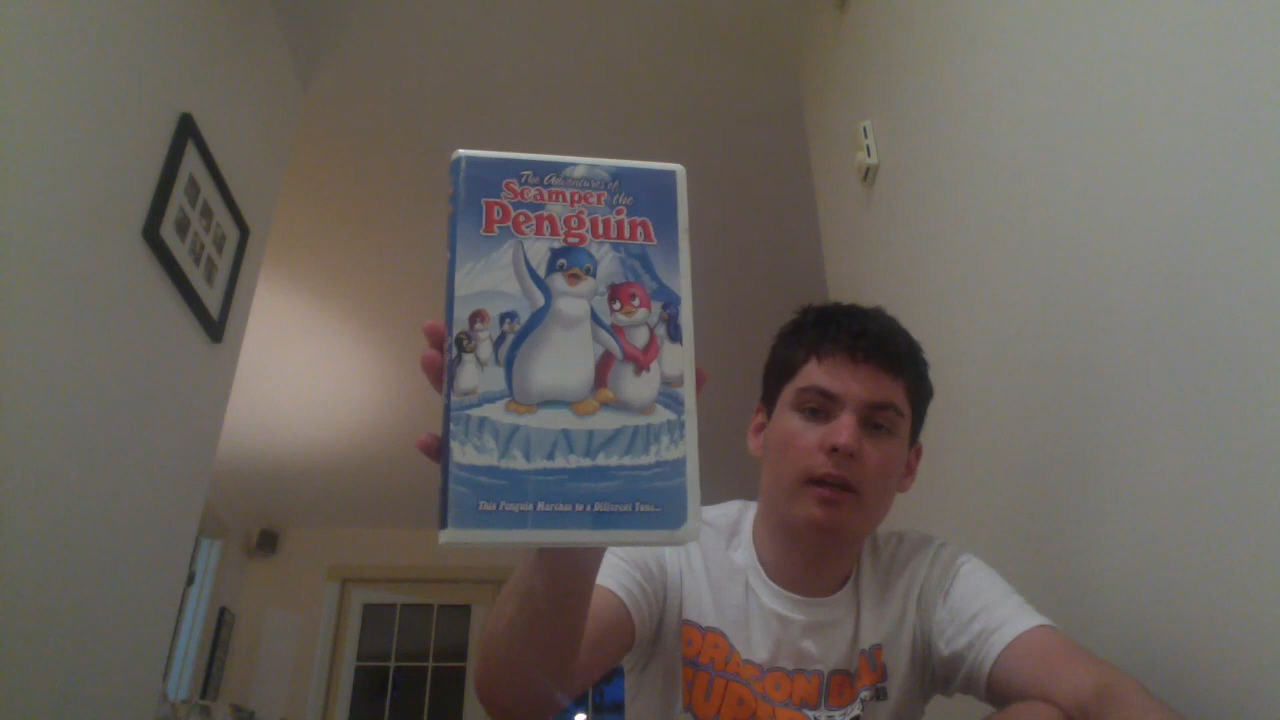 The Adventures of
Scamper the
Penguin
This Penguin Marches to a Different Tune...
DRAGON BALL
SUPER